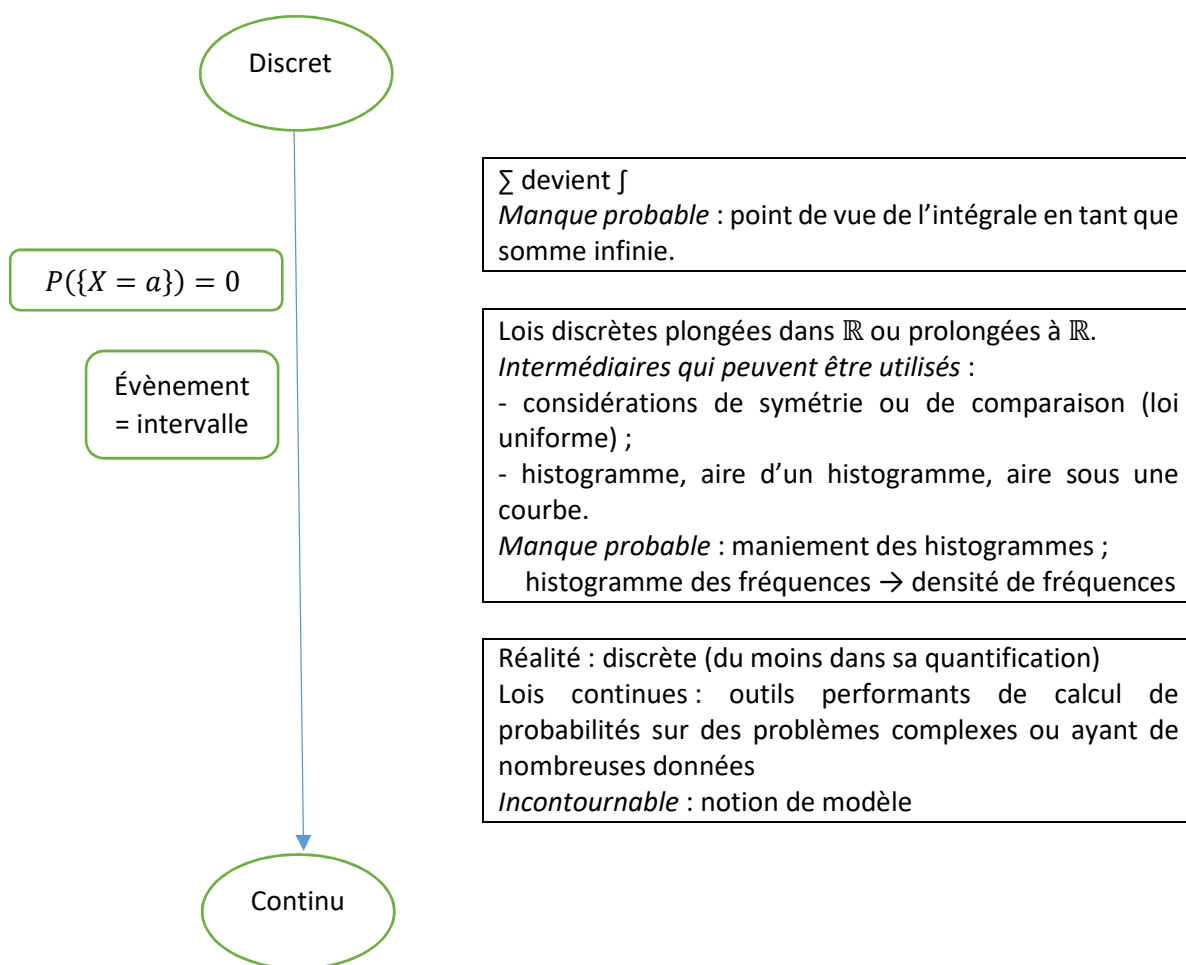 Discret
∑ devient ∫
Manque probable : point de vue de l’intégrale en tant que
somme infinie.
P({X = a}) = 0
Lois discrètes plongées dans ℝ ou prolongées à ℝ.
Intermédiaires qui peuvent être utilisés :
- considérations de symétrie ou de comparaison (loi
uniforme) ;
- histogramme, aire d’un histogramme, aire sous une
courbe.
Manque probable : maniement des histogrammes ;
histogramme des fréquences → densité de fréquences
Évènement
= intervalle
Réalité : discrète (du moins dans sa quantification)
Lois continues : outils performants de calcul de
probabilités sur des problèmes complexes ou ayant de
nombreuses données
Incontournable : notion de modèle
Continu